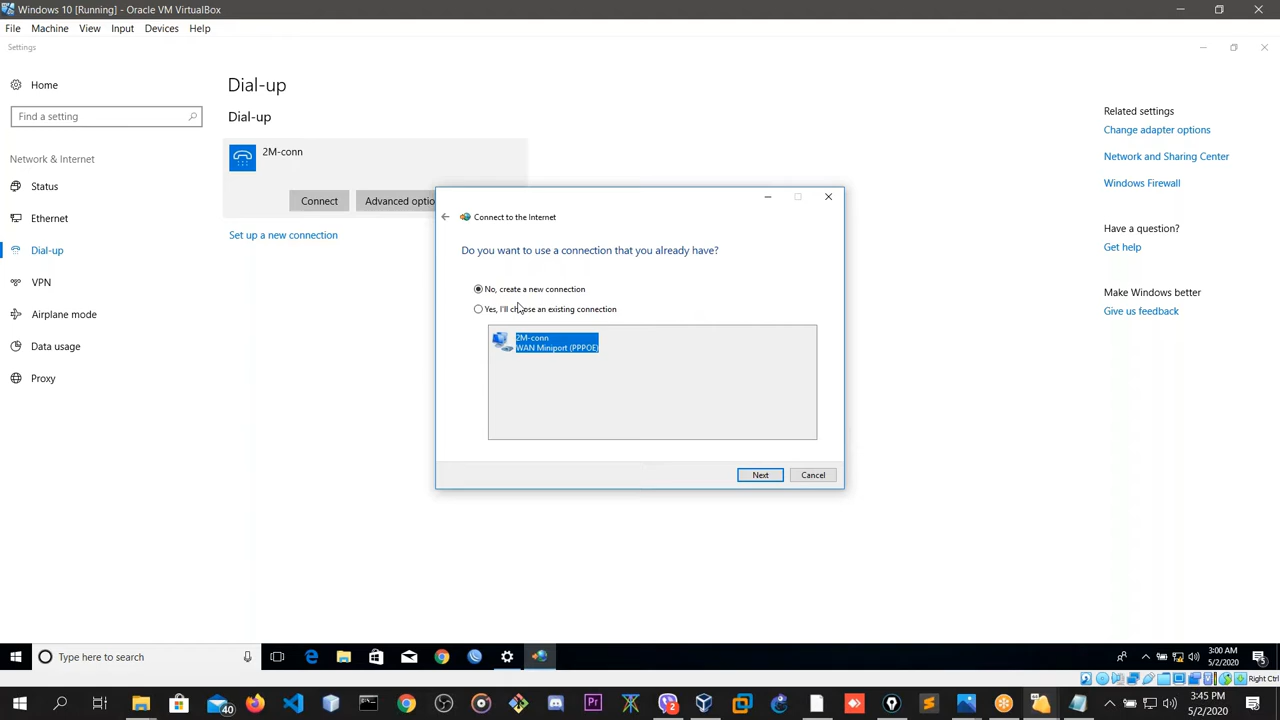 Windows 10 [Running] - Oracle VM VirtualBox
File Machine View Input Devices Help
Settings
Home
Find a setting
Network & Internet
Status
Ethernet
Dial-up
VPN
Airplane mode
Data usage
Proxy
Dial-up
Dial-up
2M-conn
Connect
Advanced optio
Set up a new connection
Connect to the Internet
Do you want to use a connection that you already have?
No, create a new connection
Yes, I'll choose an existing connection
2M-conn
WAN Miniport (PPPOE)
Next
Cancel
Related settings
Change adapter options
Network and Sharing Center
Windows Firewall
Have a question?
Get help
Make Windows better
Give us feedback
Type here to search
3:00 AM
5/2/2020
3
Right Ctrl
40
2
3:45 PM
5/2/2020